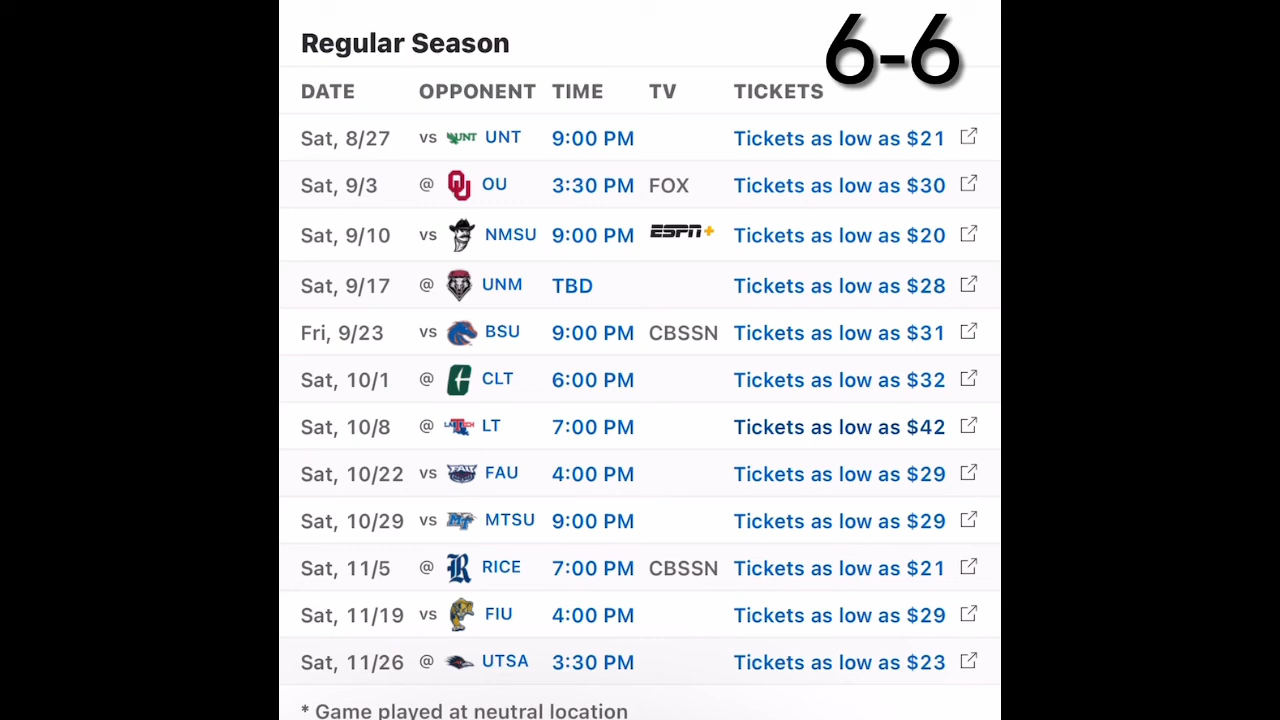 6-6
Regular Season
DATE OPPONENT TIME TV TICKETS
Sat, 8/27 vs UNT UNT 9:00 PM Tickets as low as $21
Sat, 9/3 @ OU OU 3:30 PM FOX Tickets as low as $30
Sat, 9/10 vs NMSU 9:00 PM ESPN+ Tickets as low as $20
Sat, 9/17 @ UNM TBD Tickets as low as $28
Fri, 9/23 vs BSU 9:00 PM CBSSN Tickets as low as $31
Sat, 10/1 @ C CLT 6:00 PM Tickets as low as $32
Sat, 10/8 @ LA TECH LT 7:00 PM Tickets as low as $42
Sat, 10/22 vs FAU FAU 4:00 PM Tickets as low as $29
Sat, 10/29 vs MT MTSU 9:00 PM Tickets as low as $29
Sat, 11/5 @ R RICE 7:00 PM CBSSN Tickets as low as $21
Sat, 11/19 vs FIU 4:00 PM Tickets as low as $29
Sat, 11/26 @ UTSA 3:30 PM Tickets as low as $23
* Game played at neutral location